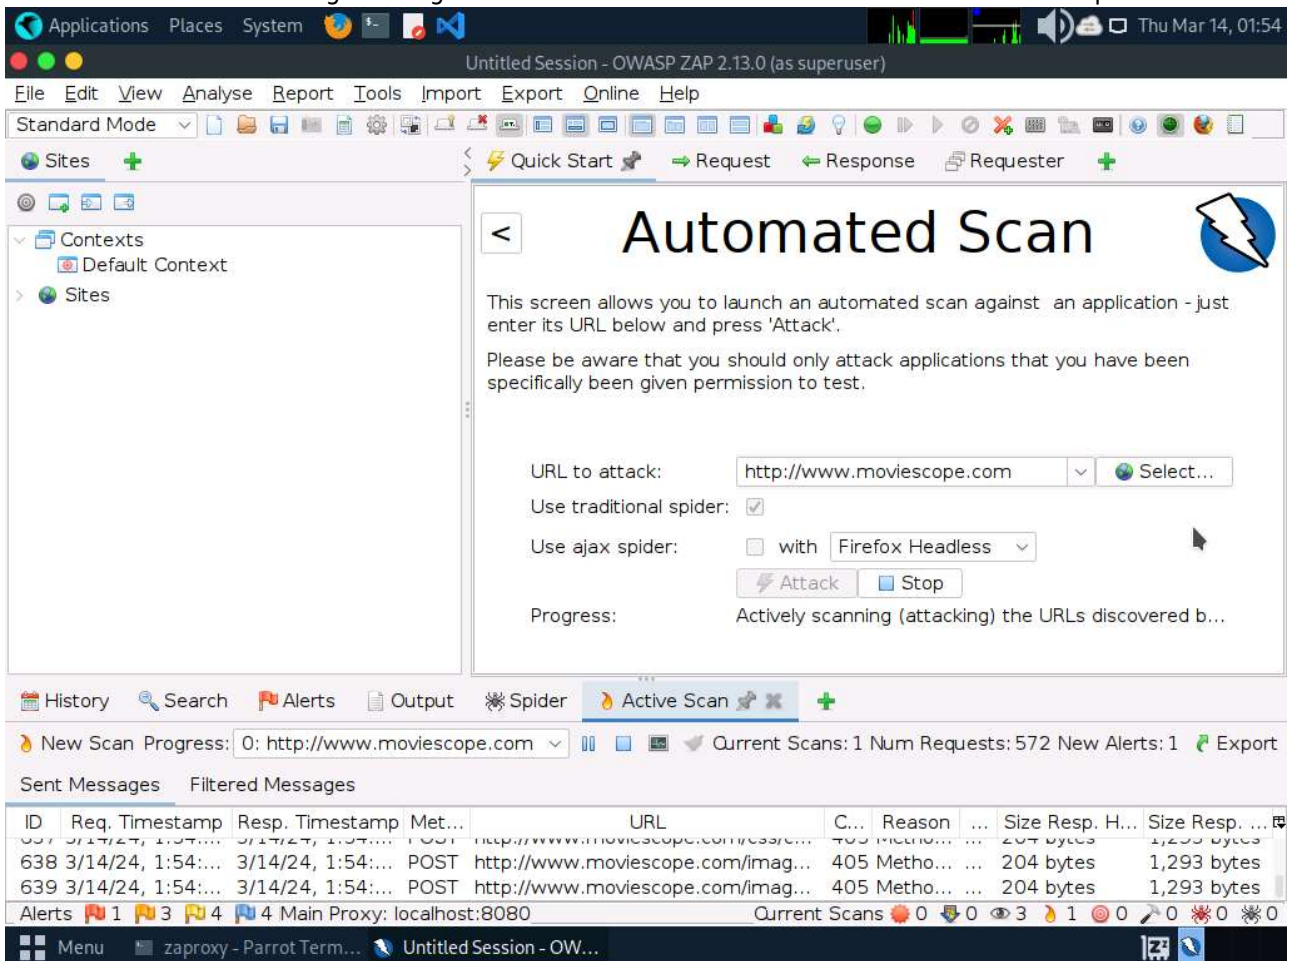 Applications Places System Thu Mar 14, 01:54
Untitled Session - OWASP ZAP 2.13.0 (as superuser)
File Edit View Analyse Report Tools Import Export Online Help
Standard Mode
Sites
Quick Start Request Response Requester
Contexts
Default Context
Sites
<
Automated Scan
This screen allows you to launch an automated scan against an application - just
enter its URL below and press 'Attack'.
Please be aware that you should only attack applications that you have been
specifically been given permission to test.
URL to attack: http://www.moviescope.com Select...
Use traditional spider:
Use ajax spider: with Firefox Headless
Attack Stop
Progress: Actively scanning (attacking) the URLs discovered b...
History Search Alerts Output Spider Active Scan
New Scan Progress: 0: http://www.moviescope.com Current Scans: 1 Num Requests: 572 New Alerts: 1 Export
Sent Messages Filtered Messages
ID Req. Timestamp Resp. Timestamp Met... URL C... Reason ... Size Resp. H... Size Resp. ...
638 3/14/24, 1:54:... 3/14/24, 1:54:... POST http://www.moviescope.com/imag... 405 Metho... ... 204 bytes 1,293 bytes
639 3/14/24, 1:54:... 3/14/24, 1:54:... POST http://www.moviescope.com/imag... 405 Metho... ... 204 bytes 1,293 bytes
Alerts 1 3 4 4 Main Proxy: localhost:8080 Current Scans 0 0 3 1 0 0 0 0
Menu zaproxy - Parrot Term... Untitled Session - OW...